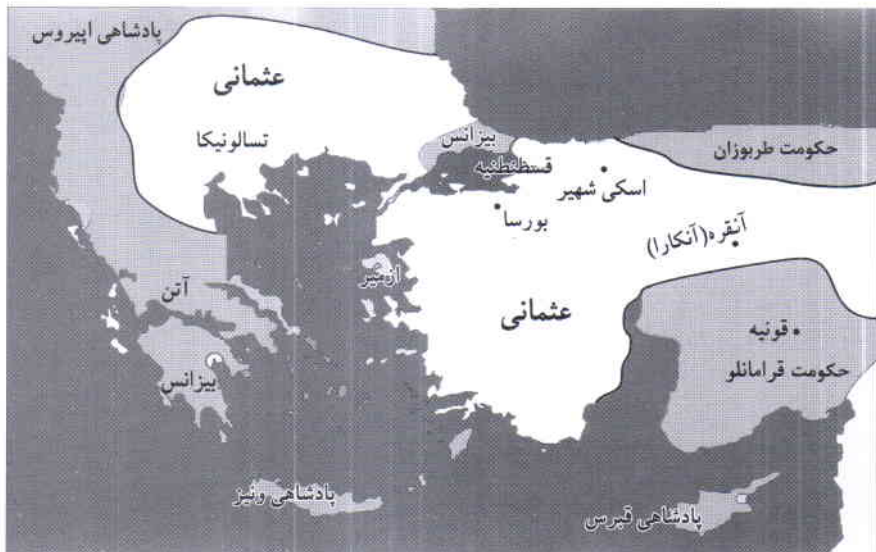 پادشاهی اپیروس
عثمانی
تسالونیکا
بیزانس
قسطنطنیه
حکومت طربوزان
اسکی شهیر
بورسا
آنقره (آنکارا)
ازمیر
آتن
عثمانی
قونیه
حکومت قرامانلو
بیزانس
پادشاهی ونیز
پادشاهی قبرس